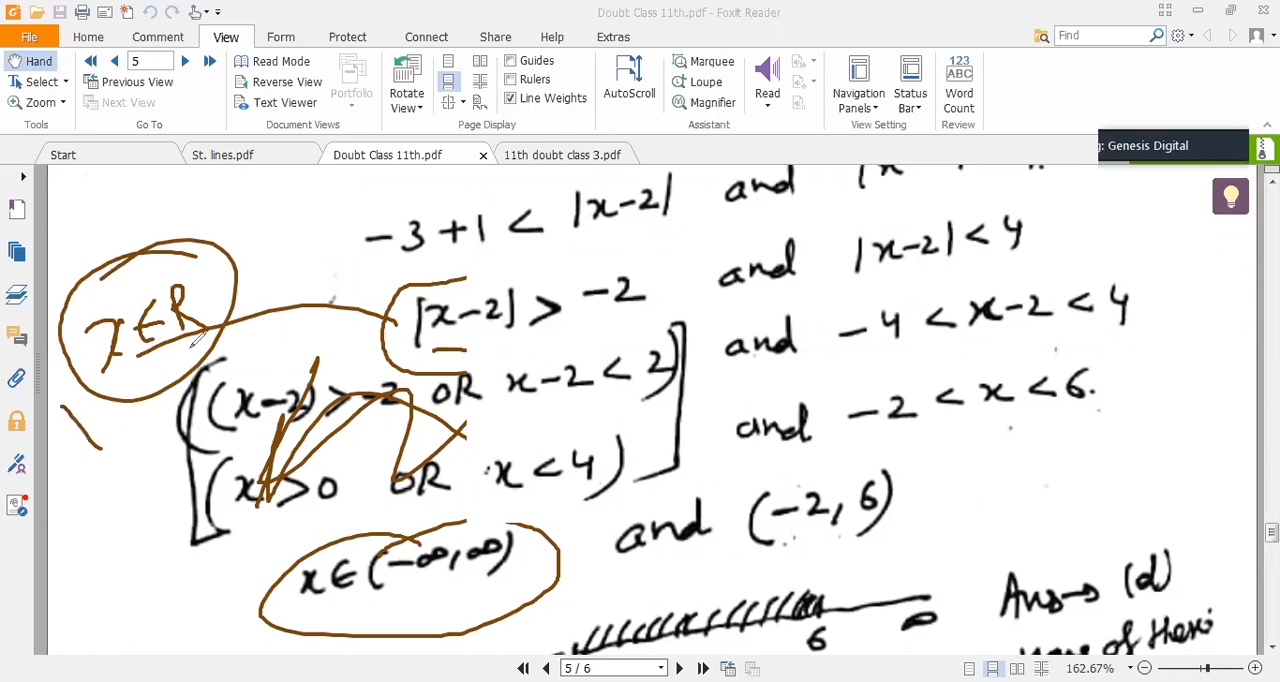 Doubt Class 11th.pdf - Foxit Reader
File Home Comment View Form Protect Connect Share Help Extras Find
Hand 5 Read Mode Guides Marquee 123
Select Previous View Reverse View Rulers Loupe ABC
Zoom Next View Text Viewer Portfolio Rotate View Line Weights AutoScroll Magnifier Read Navigation Panels Status Bar Word Count
Tools Go To Document Views Page Display Assistant View Setting Review
Start St. lines.pdf Doubt Class 11th.pdf 11th doubt class 3.pdf
g: Genesis Digital
-3+1 < |x-2| and
|x-2| > -2 and |x-2| < 4
x ∈ R
and -4 < x-2 < 4
[(x-2) > -2 OR x-2 < 2)
and -2 < x < 6.
(x > 0 OR x < 4)]
and (-2, 6)
x ∈ (-∞, ∞)
6 ∞
Ans → (d)
none of these
5 / 6 162.67%